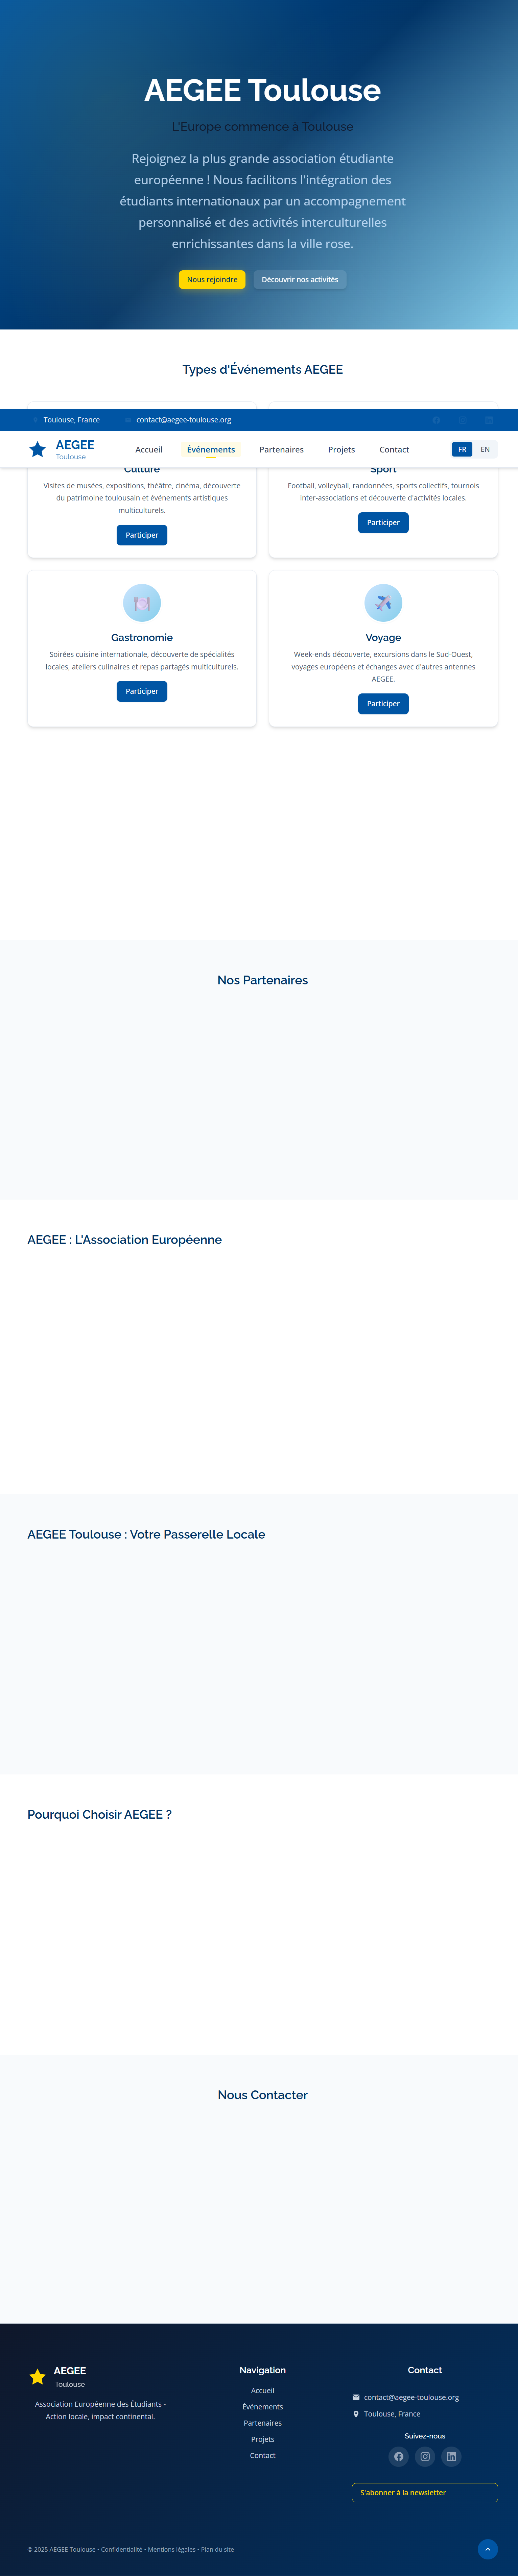 AEGEE Toulouse
L'Europe commence à Toulouse
Rejoignez la plus grande association étudiante
européenne ! Nous facilitons l'intégration des
étudiants internationaux par un accompagnement
personnalisé et des activités interculturelles
enrichissantes dans la ville rose.
Nous rejoindre
Découvrir nos activités
Types d'Événements AEGEE
Toulouse, France
contact@aegee-toulouse.org
AEGEE
Toulouse
Accueil
Événements
Partenaires
Projets
Contact
FR
EN
Culture
Visites de musées, expositions, théâtre, cinéma, découverte
du patrimoine toulousain et événements artistiques
multiculturels.
Participer
Sport
Football, volleyball, randonnées, sports collectifs, tournois
inter-associations et découverte d'activités locales.
Participer
Gastronomie
Soirées cuisine internationale, découverte de spécialités
locales, ateliers culinaires et repas partagés multiculturels.
Participer
Voyage
Week-ends découverte, excursions dans le Sud-Ouest,
voyages européens et échanges avec d'autres antennes
AEGEE.
Participer
Nos Partenaires
AEGEE : L'Association Européenne
AEGEE Toulouse : Votre Passerelle Locale
Pourquoi Choisir AEGEE ?
Nous Contacter
AEGEE
Toulouse
Association Européenne des Étudiants -
Action locale, impact continental.
Navigation
Accueil
Événements
Partenaires
Projets
Contact
Contact
contact@aegee-toulouse.org
Toulouse, France
Suivez-nous
S'abonner à la newsletter
© 2025 AEGEE Toulouse • Confidentialité • Mentions légales • Plan du site